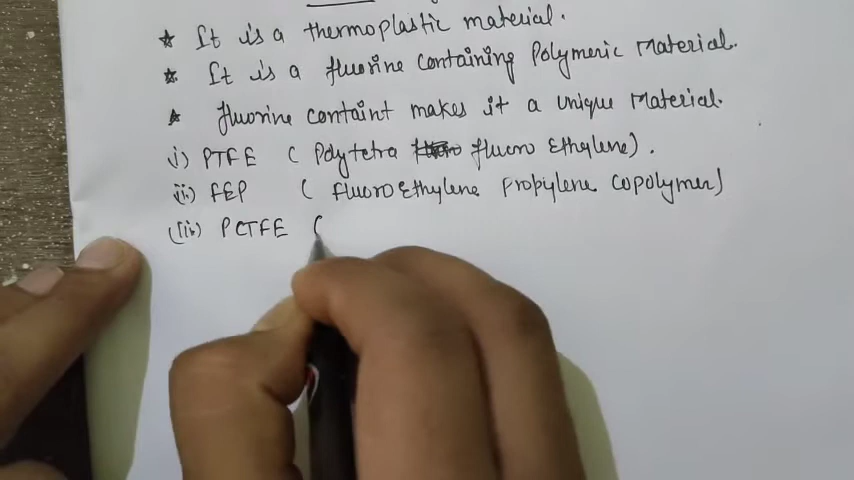 ★ It is a thermoplastic material.
★ It is a fluorine containing Polymeric Material.
★ fluorine containt makes it a unique Material.
i) PTFE ( Polytetra fluoro Ethylene).
(ii) FEP ( fluoroEthylene Propylene copolymer)
(iii) PCTFE (